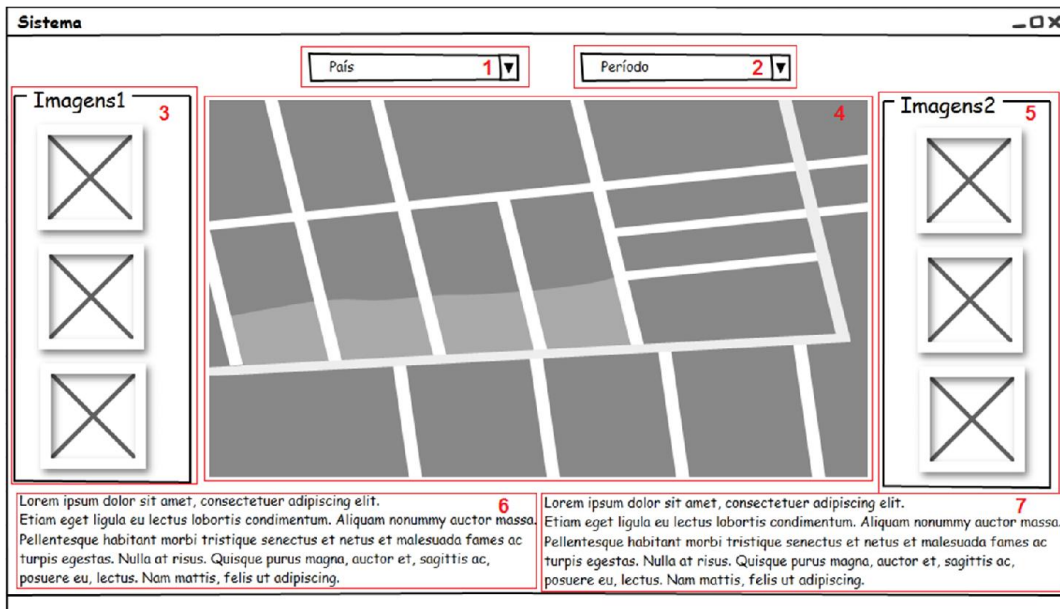 Sistema
País 1
Período 2
Imagens1 3
4
Imagens2 5
Lorem ipsum dolor sit amet, consectetuer adipiscing elit. 6
Etiam eget ligula eu lectus lobortis condimentum. Aliquam nonummy auctor massa.
Pellentesque habitant morbi tristique senectus et netus et malesuada fames ac
turpis egestas. Nulla at risus. Quisque purus magna, auctor et, sagittis ac,
posuere eu, lectus. Nam mattis, felis ut adipiscing.
Lorem ipsum dolor sit amet, consectetuer adipiscing elit. 7
Etiam eget ligula eu lectus lobortis condimentum. Aliquam nonummy auctor massa.
Pellentesque habitant morbi tristique senectus et netus et malesuada fames ac
turpis egestas. Nulla at risus. Quisque purus magna, auctor et, sagittis ac,
posuere eu, lectus. Nam mattis, felis ut adipiscing.